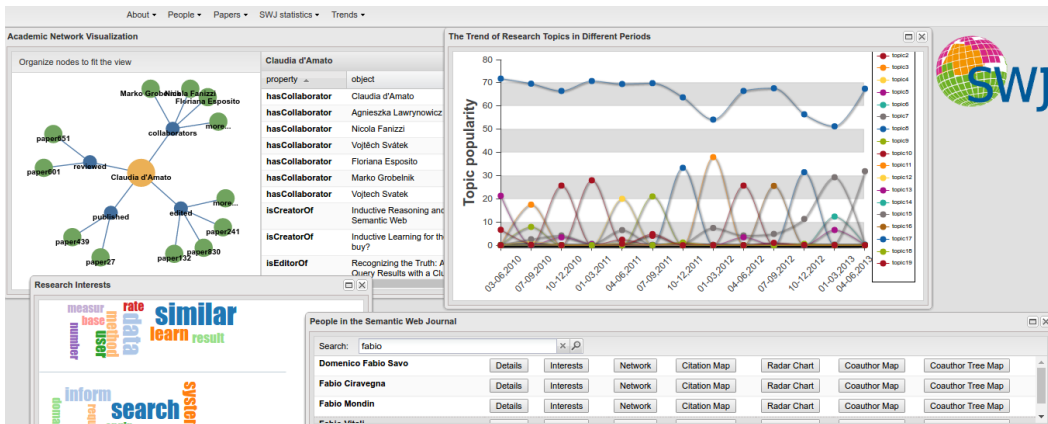 About People Papers SWJ statistics Trends
Academic Network Visualization
Organize nodes to fit the view
Marko Grobelnik
Nicola Fanizzi
Floriana Esposito
collaborators
more...
paper651
reviewed
paper601
Claudia d'Amato
published
edited
more...
paper241
paper439
paper27
paper132
paper330
Claudia d'Amato
property object
hasCollaborator Claudia d'Amato
hasCollaborator Agnieszka Lawrynowicz
hasCollaborator Nicola Fanizzi
hasCollaborator Vojtěch Svátek
hasCollaborator Floriana Esposito
hasCollaborator Marko Grobelnik
hasCollaborator Vojtech Svatek
isCreatorOf Inductive Reasoning and
Semantic Web
isCreatorOf Inductive Learning for the
buy?
isEditorOf Recognizing the Truth: A
Query Results with a Clu
The Trend of Research Topics in Different Periods
Topic popularity
80
70
60
50
40
30
20
10
0
03-06.2010
07-09.2010
10-12.2010
01-03.2011
04-06.2011
07-09.2011
10-12.2011
01-03.2012
04-06.2012
07-09.2012
10-12.2012
01-03.2013
04-06.2013
topic2
topic3
topic4
topic5
topic6
topic7
topic8
topic9
topic10
topic11
topic12
topic13
topic14
topic15
topic16
topic17
topic18
topic19
SWJ
Research Interests
measur
rate
similar
base
number
user
method
data
learn
result
inform
search
system
People in the Semantic Web Journal
Search: fabio
Domenico Fabio Savo Details Interests Network Citation Map Radar Chart Coauthor Map Coauthor Tree Map
Fabio Ciravegna Details Interests Network Citation Map Radar Chart Coauthor Map Coauthor Tree Map
Fabio Mondin Details Interests Network Citation Map Radar Chart Coauthor Map Coauthor Tree Map